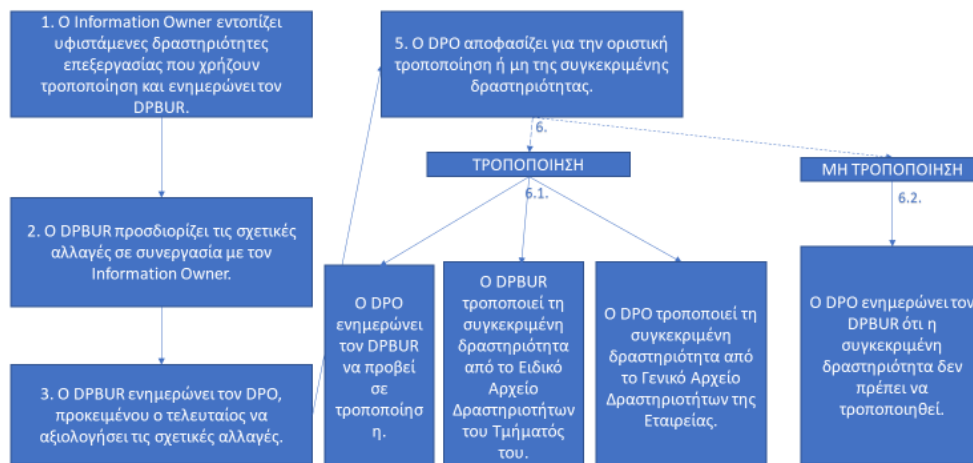 1. Ο Information Owner εντοπίζει
υφιστάμενες δραστηριότητες
επεξεργασίας που χρήζουν
τροποποίηση και ενημερώνει τον
DPBUR.
2. Ο DPBUR προσδιορίζει τις σχετικές
αλλαγές σε συνεργασία με τον
Information Owner.
3. Ο DPBUR ενημερώνει τον DPO,
προκειμένου ο τελευταίος να
αξιολογήσει τις σχετικές αλλαγές.
5. Ο DPO αποφασίζει για την οριστική
τροποποίηση ή μη της συγκεκριμένης
δραστηριότητας.
6.
ΤΡΟΠΟΠΟΙΗΣΗ
6.1.
Ο DPO
ενημερώνει
τον DPBUR
να προβεί
σε
τροποποίησ
η.
Ο DPBUR
τροποποιεί τη
συγκεκριμένη
δραστηριότητα
από το Ειδικό
Αρχείο
Δραστηριοτήτων
του Τμήματός
του.
Ο DPO τροποποιεί τη
συγκεκριμένη
δραστηριότητα από
το Γενικό Αρχείο
Δραστηριοτήτων της
Εταιρείας.
ΜΗ ΤΡΟΠΟΠΟΙΗΣΗ
6.2.
Ο DPO ενημερώνει τον
DPBUR ότι η
συγκεκριμένη
δραστηριότητα δεν
πρέπει να
τροποποιηθεί.